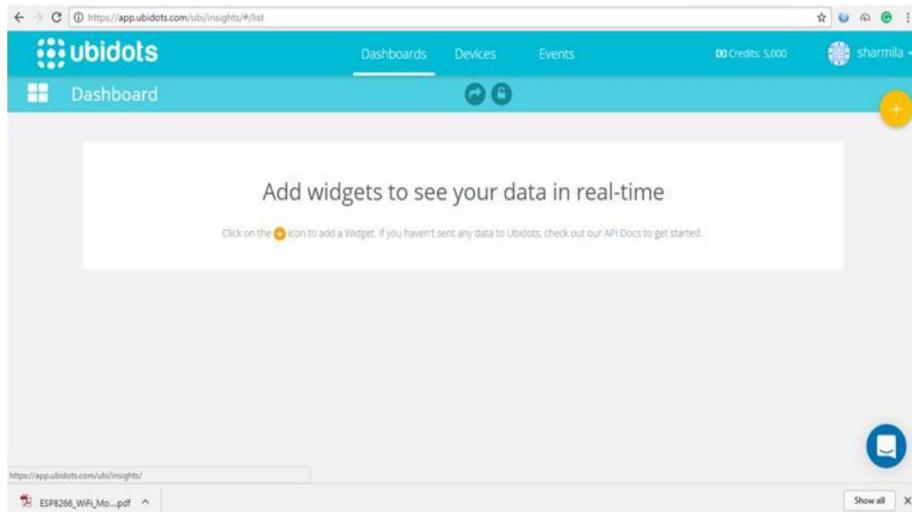 https://app.ubidots.com/ubi/insights/#/list
ubidots
Dashboards Devices Events Credits: 5,000 sharmila
Dashboard
Add widgets to see your data in real-time
Click on the + icon to add a Widget. If you haven't sent any data to Ubidots, check out our API Docs to get started.
https://app.ubidots.com/ubi/insights/
ESP8266_WiFi_Mo....pdf Show all